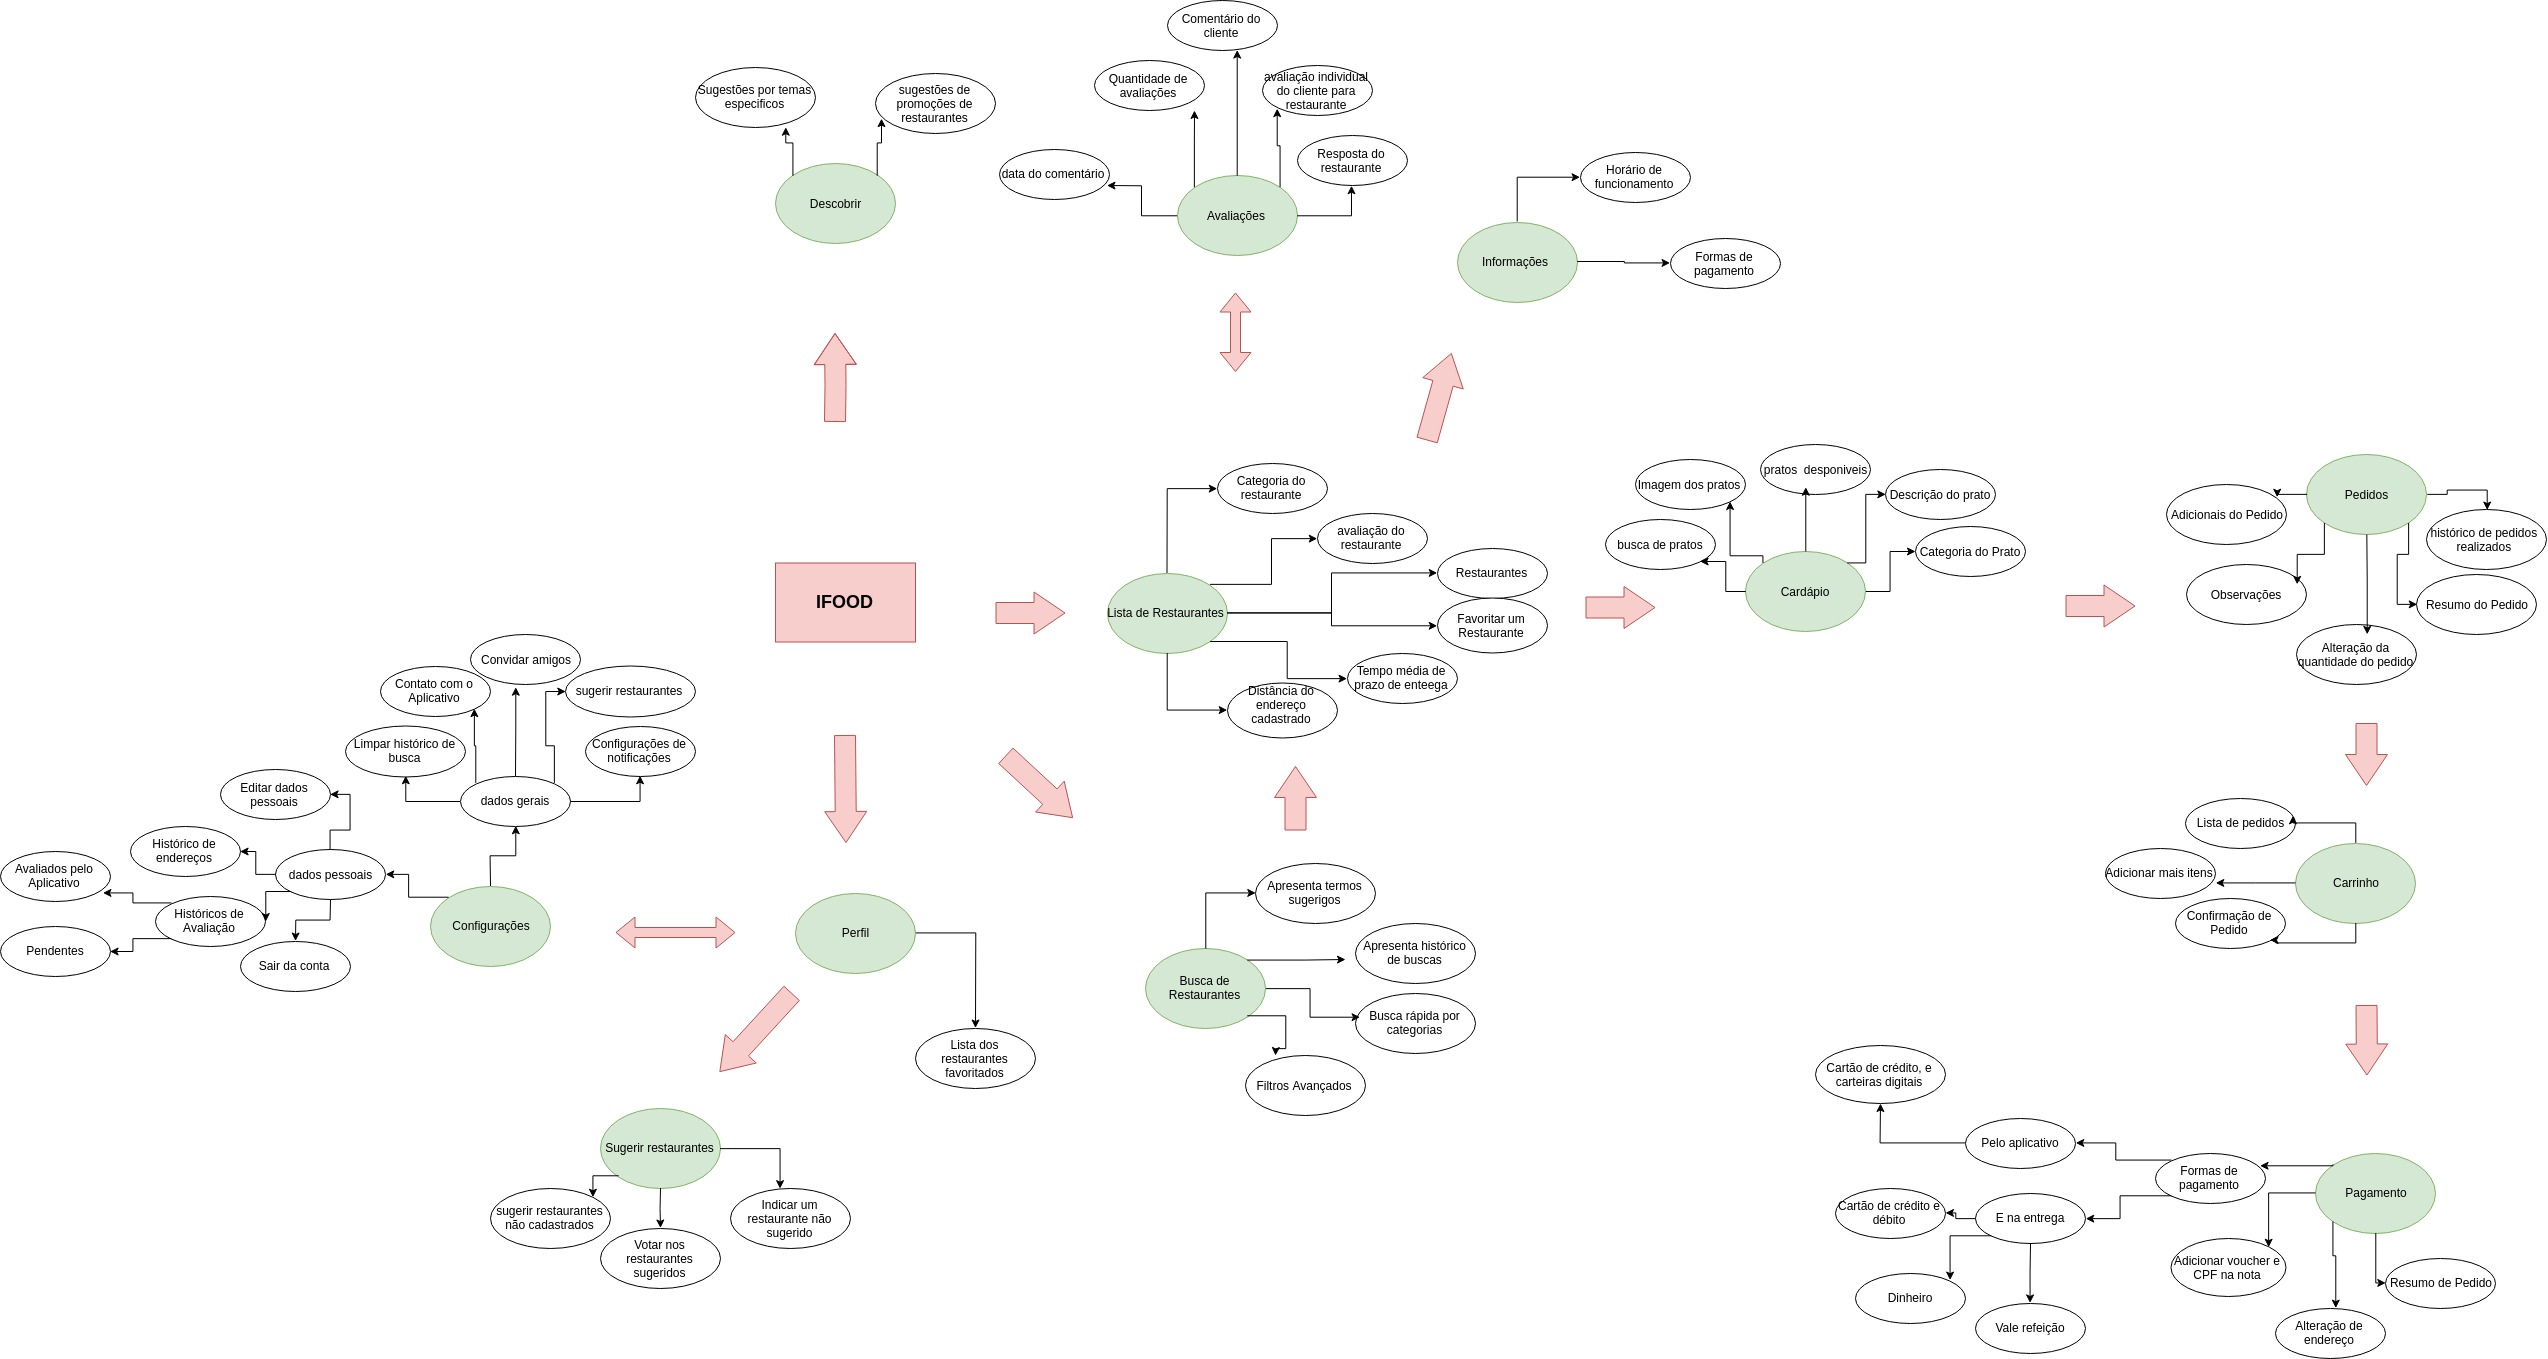 Comentário do
cliente
Quantidade de
avaliações
avaliação individual
do cliente para
restaurante
data do comentário
Resposta do
restaurante
Avaliações
Sugestões por temas
especificos
sugestões de
promoções de
restaurantes
Descobrir
Horário de
funcionamento
Informações
Formas de
pagamento
IFOOD
Categoria do
restaurante
avaliação do
restaurante
Restaurantes
Favoritar um
Restaurante
Lista de Restaurantes
Tempo média de
prazo de enteega
Distância do
endereço
cadastrado
Imagem dos pratos
pratos  desponiveis
Descrição do prato
busca de pratos
Categoria do Prato
Cardápio
Pedidos
Adicionais do Pedido
histórico de pedidos
realizados
Observações
Resumo do Pedido
Alteração da
quantidade do pedido
Convidar amigos
Contato com o
Aplicativo
sugerir restaurantes
Limpar histórico de
busca
Configurações de
notificações
dados gerais
Editar dados
pessoais
Histórico de
endereços
dados pessoais
Avaliados pelo
Aplicativo
Históricos de
Avaliação
Pendentes
Sair da conta
Configurações
Perfil
Lista dos
restaurantes
favoritados
Apresenta termos
sugerigos
Apresenta histórico
de buscas
Busca de
Restaurantes
Busca rápida por
categorias
Filtros Avançados
Lista de pedidos
Adicionar mais itens
Carrinho
Confirmação de
Pedido
Sugerir restaurantes
sugerir restaurantes
não cadastrados
Votar nos
restaurantes
sugeridos
Indicar um
restaurante não
sugerido
Cartão de crédito, e
carteiras digitais
Pelo aplicativo
Formas de
pagamento
Pagamento
Cartão de crédito e
débito
E na entrega
Adicionar voucher e
CPF na nota
Resumo de Pedido
Dinheiro
Vale refeição
Alteração de
endereço